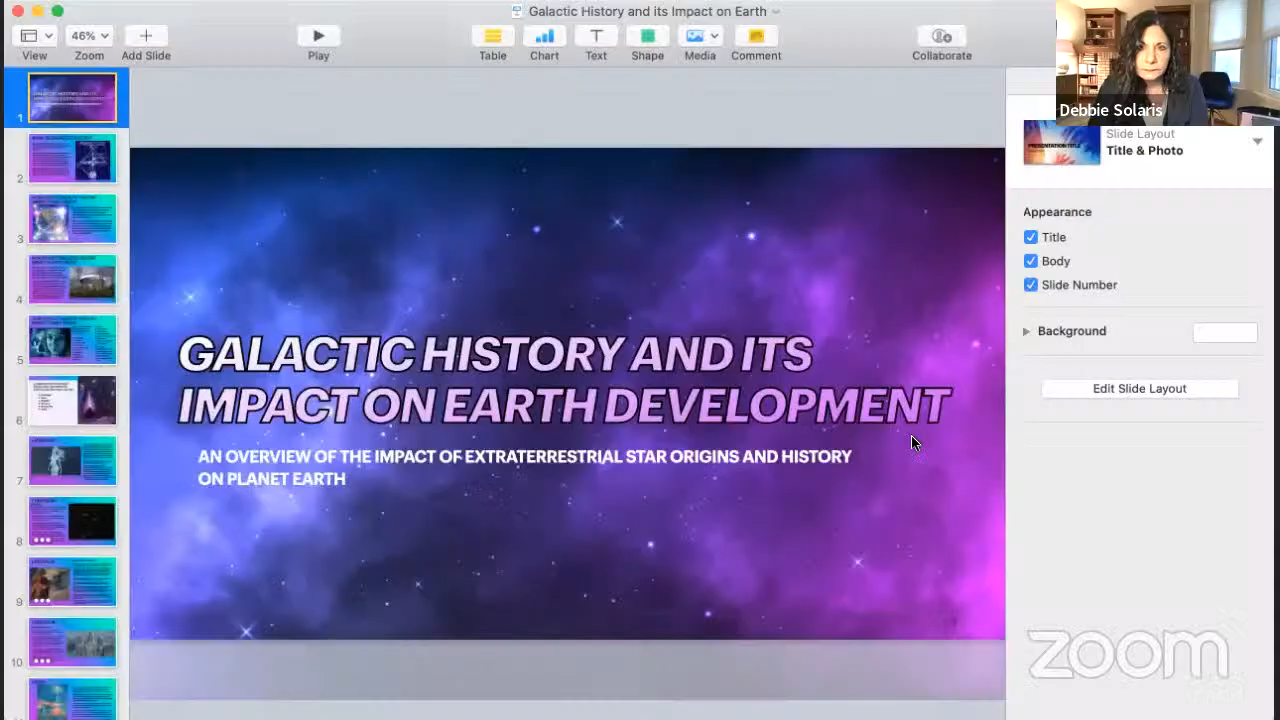 Galactic History and its Impact on Earth
46%
View
Zoom
Add Slide
Play
Table
Chart
Text
Shape
Media
Comment
Collaborate
Debbie Solaris
Slide Layout
Title & Photo
PRESENTATION TITLE
Appearance
Title
Body
Slide Number
Background
Edit Slide Layout
1
2
3
4
5
6
7
8
9
10
GALACTIC HISTORY AND ITS
IMPACT ON EARTH DEVELOPMENT
AN OVERVIEW OF THE IMPACT OF EXTRATERRESTRIAL STAR ORIGINS AND HISTORY
ON PLANET EARTH
zoom